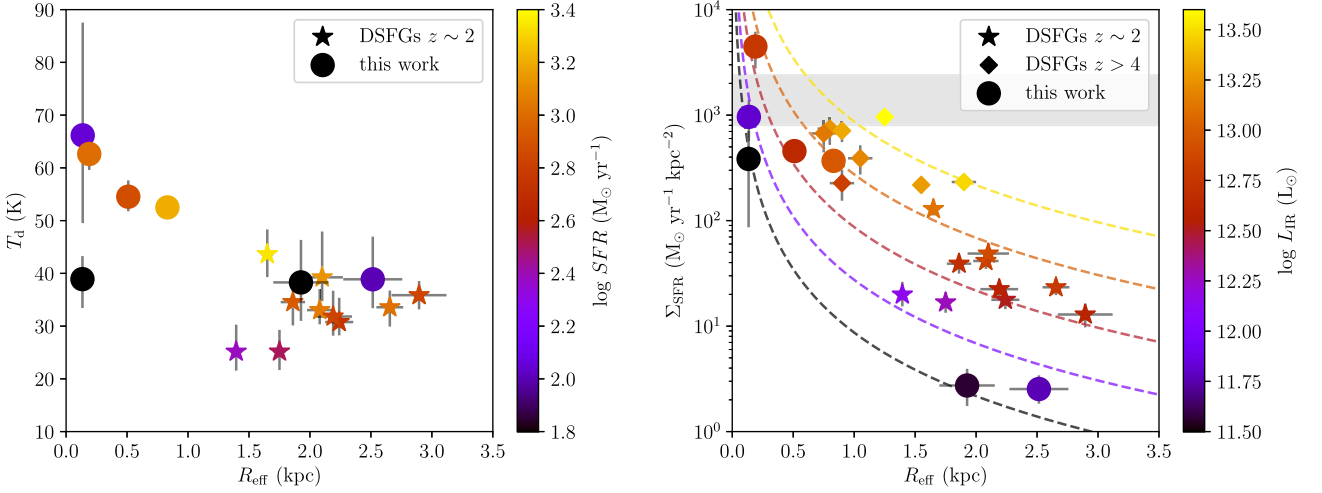 90
80
70
60
50
40
30
20
10
T_d (K)
0.0 0.5 1.0 1.5 2.0 2.5 3.0 3.5
R_eff (kpc)
DSFGs z ∼ 2
this work
3.4
3.2
3.0
2.8
2.6
2.4
2.2
2.0
1.8
log SFR (M_⊙ yr^−1)
10^4
10^3
10^2
10^1
10^0
Σ_SFR (M_⊙ yr^−1 kpc^−2)
0.0 0.5 1.0 1.5 2.0 2.5 3.0 3.5
R_eff (kpc)
DSFGs z ∼ 2
DSFGs z > 4
this work
13.50
13.25
13.00
12.75
12.50
12.25
12.00
11.75
11.50
log L_IR (L_⊙)